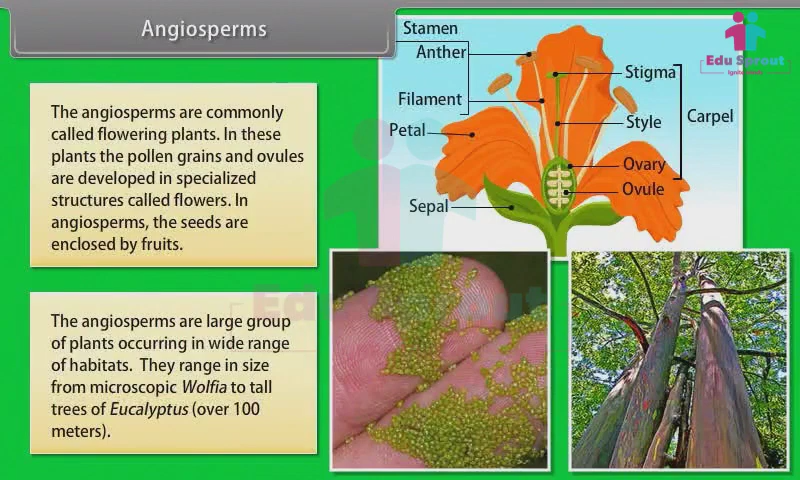 Angiosperms
The angiosperms are commonly
called flowering plants. In these
plants the pollen grains and ovules
are developed in specialized
structures called flowers. In
angiosperms, the seeds are
enclosed by fruits.
The angiosperms are large group
of plants occurring in wide range
of habitats. They range in size
from microscopic Wolfia to tall
trees of Eucalyptus (over 100
meters).
Stamen
Anther
Filament
Petal
Sepal
Stigma
Style
Carpel
Ovary
Ovule
Edu Sprout
Edu Sprout